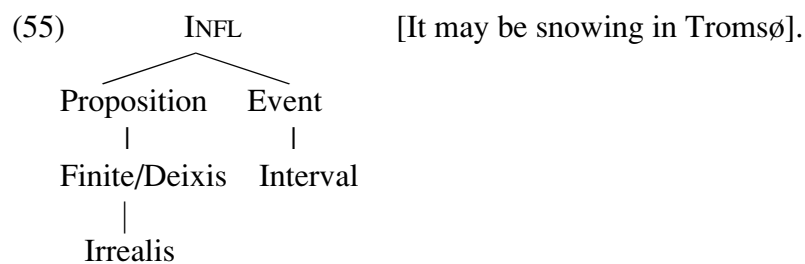 (55) INFL [It may be snowing in Tromsø].
Proposition Event
Finite/Deixis Interval
Irrealis